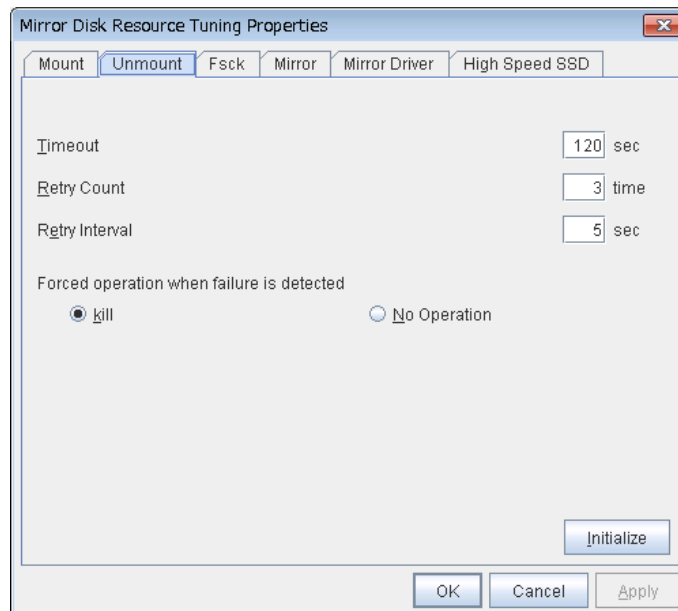 Mirror Disk Resource Tuning Properties
Mount Unmount Fsck Mirror Mirror Driver High Speed SSD
Timeout 120 sec
Retry Count 3 time
Retry Interval 5 sec
Forced operation when failure is detected
kill No Operation
Initialize
OK Cancel Apply